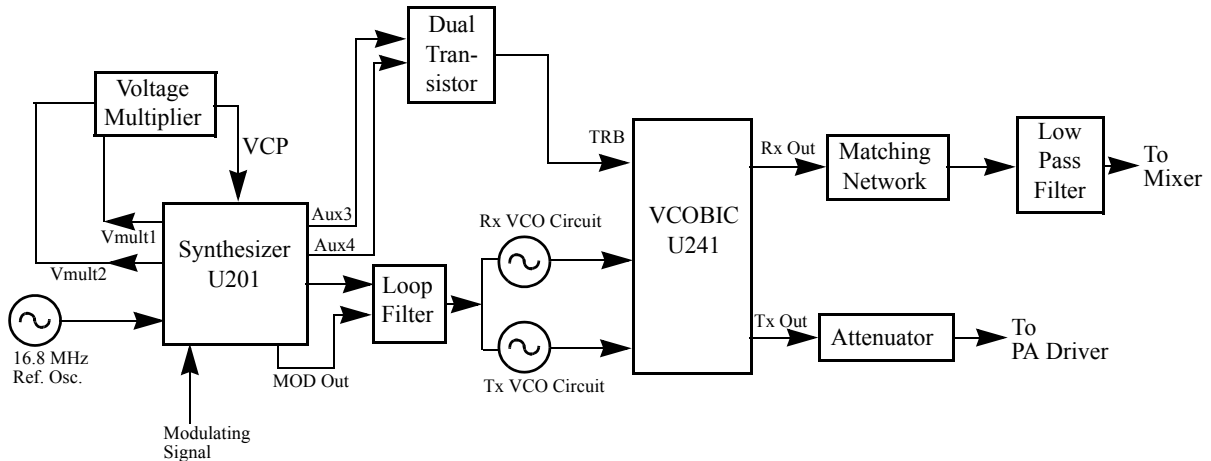 Dual
Tran-
sistor
Voltage
Multiplier
VCP
TRB
Rx Out
Matching
Network
Low
Pass
Filter
To
Mixer
Vmult1
Vmult2
Synthesizer
U201
Aux3
Aux4
Rx VCO Circuit
VCOBIC
U241
Loop
Filter
16.8 MHz
Ref. Osc.
MOD Out
Tx VCO Circuit
Tx Out
Attenuator
To
PA Driver
Modulating
Signal